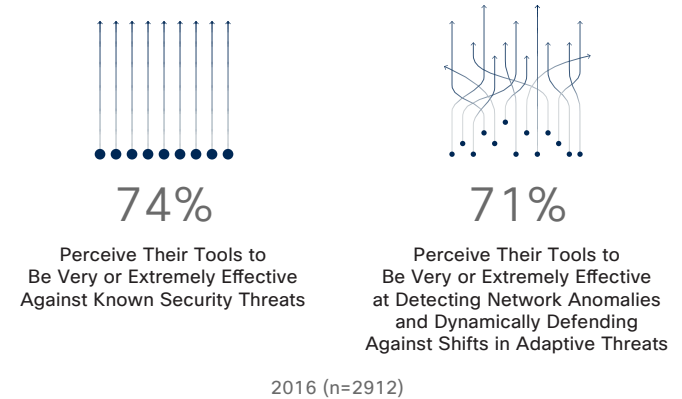 74%
Perceive Their Tools to
Be Very or Extremely Effective
Against Known Security Threats
71%
Perceive Their Tools to
Be Very or Extremely Effective
at Detecting Network Anomalies
and Dynamically Defending
Against Shifts in Adaptive Threats
2016 (n=2912)